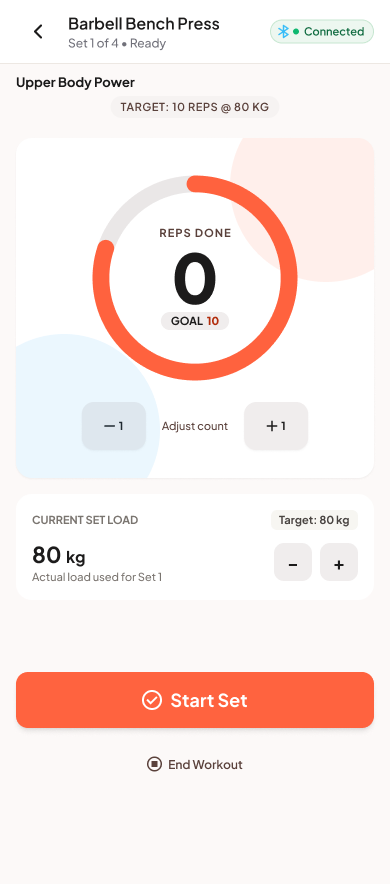 Barbell Bench Press
Set 1 of 4 • Ready
Connected
Upper Body Power
TARGET: 10 REPS @ 80 KG
REPS DONE
0
GOAL 10
− 1
Adjust count
+ 1
CURRENT SET LOAD
Target: 80 kg
80 kg
Actual load used for Set 1
−
+
Start Set
End Workout